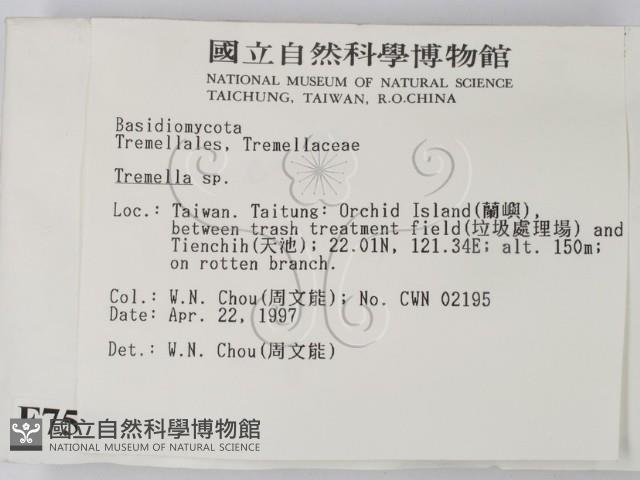 國立自然科學博物館
NATIONAL MUSEUM OF NATURAL SCIENCE
TAICHUNG, TAIWAN, R.O.CHINA
Basidiomycota
Tremellales, Tremellaceae
Tremella sp.
Loc.: Taiwan. Taitung: Orchid Island(蘭嶼),
between trash treatment field(垃圾處理場) and
Tienchih(天池); 22.01N, 121.34E; alt. 150m;
on rotten branch.
Col.: W.N. Chou(周文能); No. CWN 02195
Date: Apr. 22, 1997
Det.: W.N. Chou(周文能)
F75
國立自然科學博物館
NATIONAL MUSEUM OF NATURAL SCIENCE